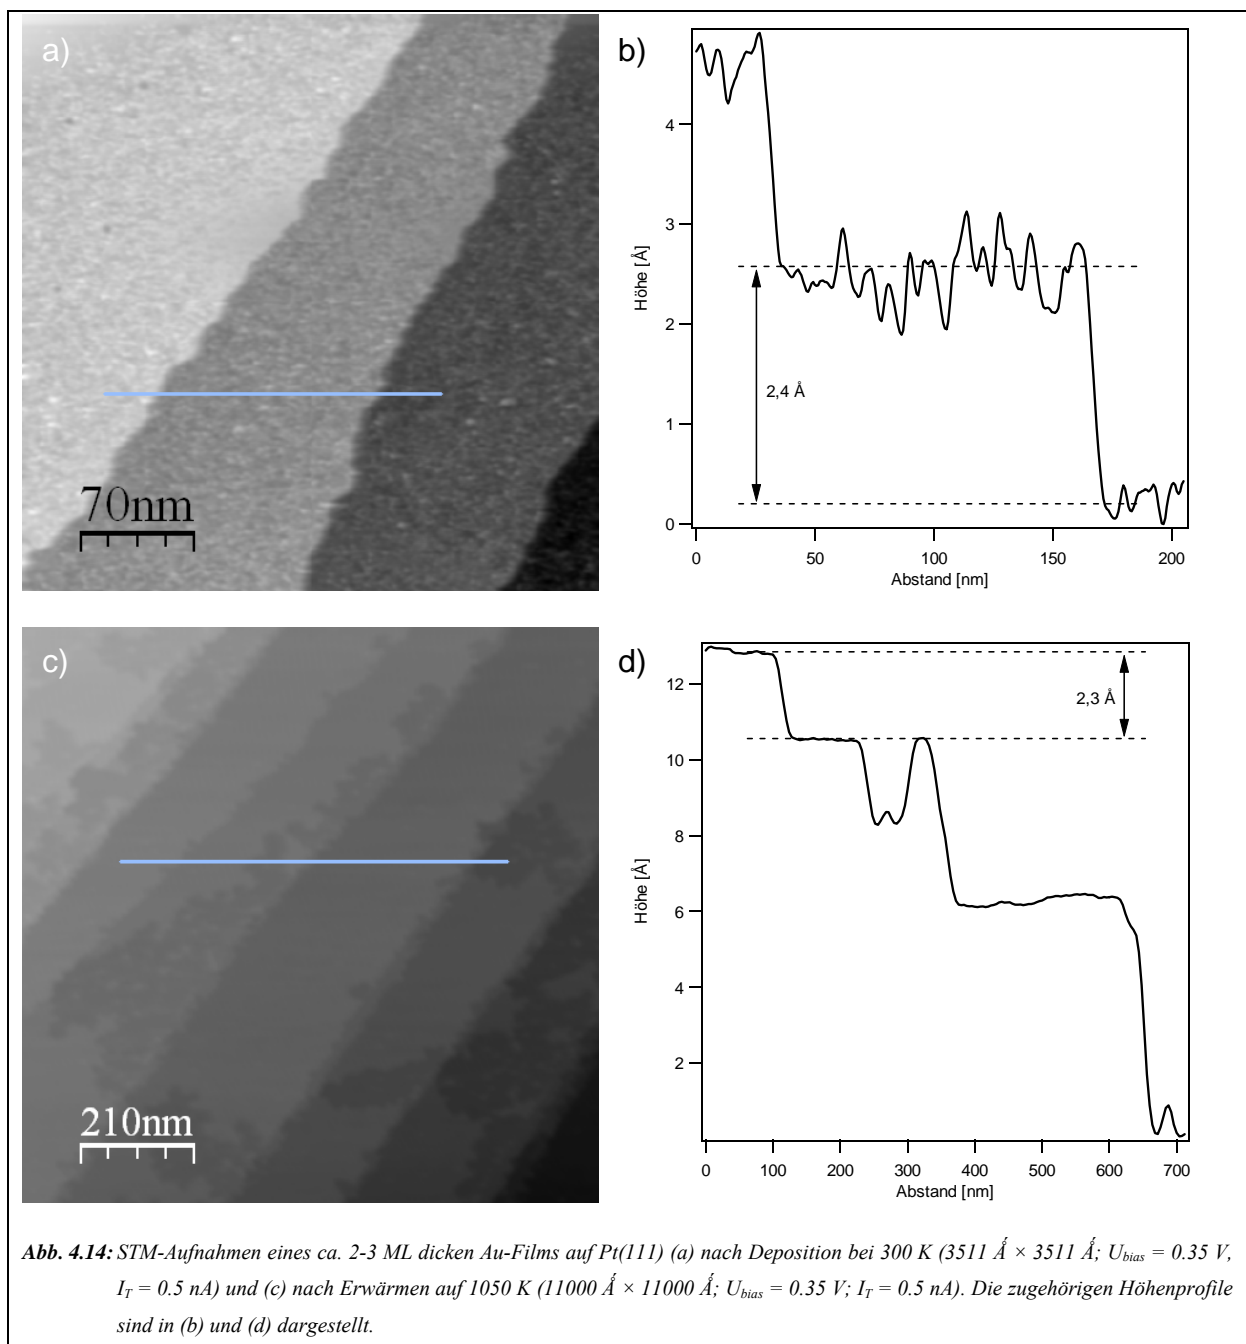 a)
70nm
b)
Höhe [Å]
4
3
2
1
0
2,4 Å
0 50 100 150 200
Abstand [nm]
c)
210nm
d)
Höhe [Å]
12
10
8
6
4
2
2,3 Å
0 100 200 300 400 500 600 700
Abstand [nm]
Abb. 4.14: STM-Aufnahmen eines ca. 2-3 ML dicken Au-Films auf Pt(111) (a) nach Deposition bei 300 K (3511 Ǻ × 3511 Ǻ; Ubias = 0.35 V,
IT = 0.5 nA) und (c) nach Erwärmen auf 1050 K (11000 Ǻ × 11000 Ǻ; Ubias = 0.35 V; IT = 0.5 nA). Die zugehörigen Höhenprofile
sind in (b) und (d) dargestellt.